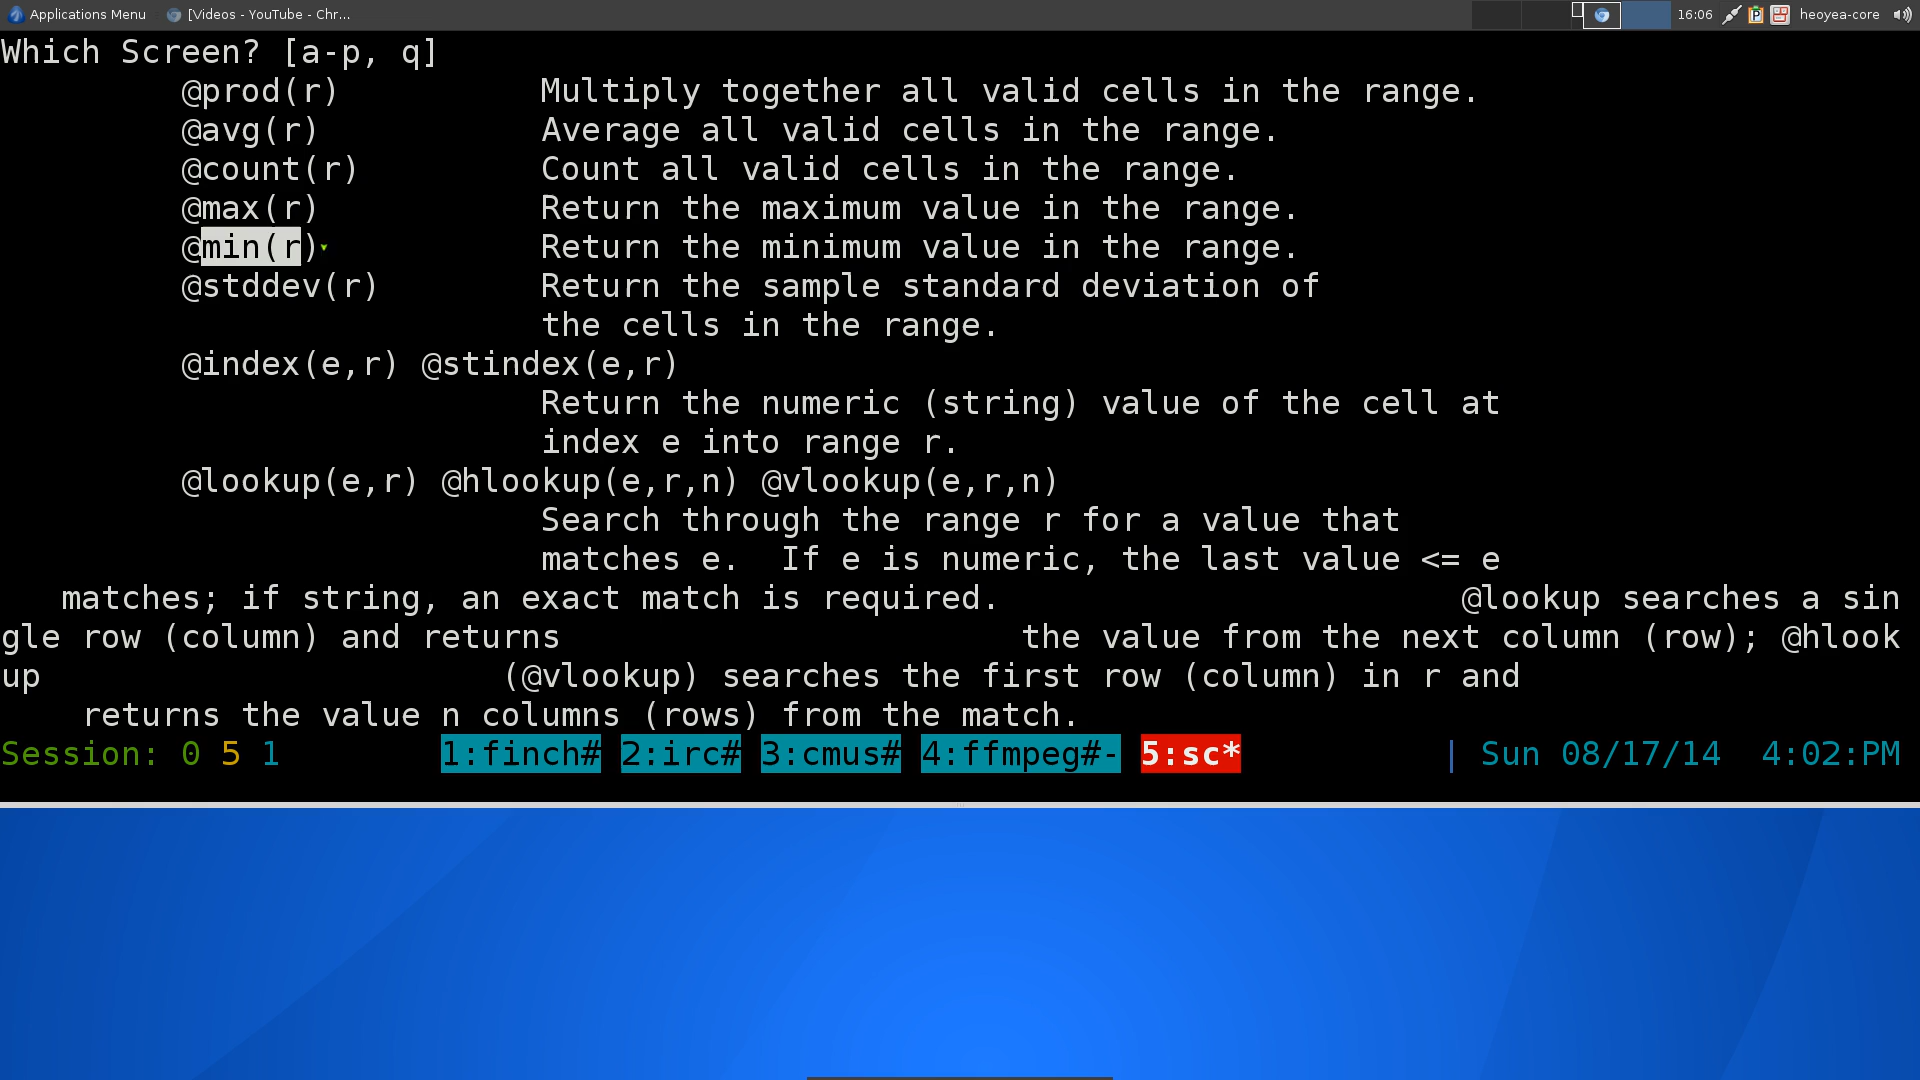 Applications Menu [Videos - YouTube - Chr... 16:06 heoyea-core
Which Screen? [a-p, q]
@prod(r) Multiply together all valid cells in the range.
@avg(r) Average all valid cells in the range.
@count(r) Count all valid cells in the range.
@max(r) Return the maximum value in the range.
@min(r) Return the minimum value in the range.
@stddev(r) Return the sample standard deviation of
the cells in the range.
@index(e,r) @stindex(e,r)
Return the numeric (string) value of the cell at
index e into range r.
@lookup(e,r) @hlookup(e,r,n) @vlookup(e,r,n)
Search through the range r for a value that
matches e.  If e is numeric, the last value <= e
matches; if string, an exact match is required. @lookup searches a sin
gle row (column) and returns the value from the next column (row); @hlook
up (@vlookup) searches the first row (column) in r and
returns the value n columns (rows) from the match.
Session: 0 5 1 1:finch# 2:irc# 3:cmus# 4:ffmpeg#- 5:sc* | Sun 08/17/14 4:02:PM